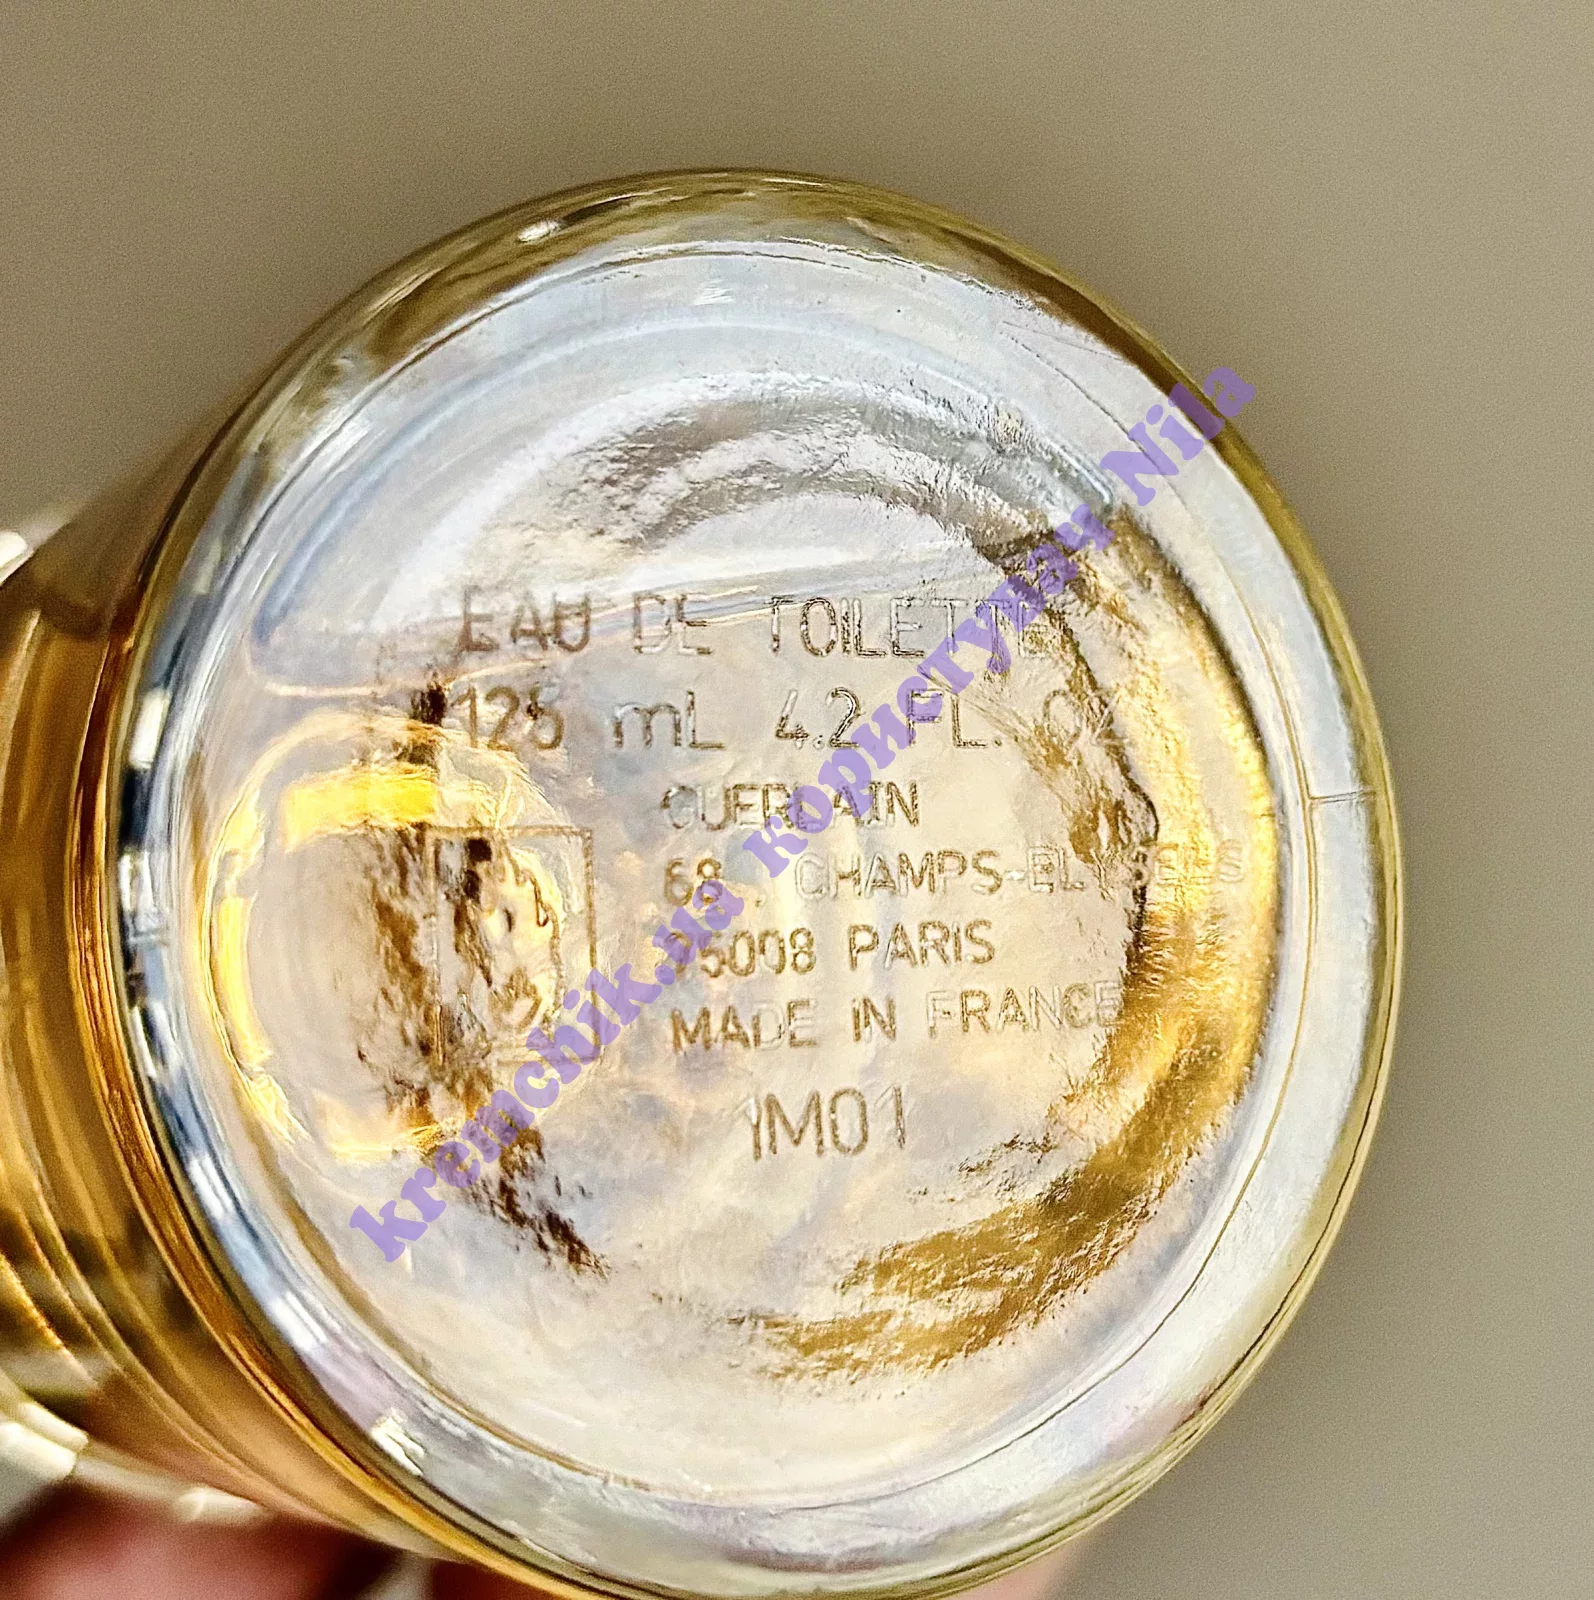 EAU DE TOILETTE
125 mL 4.2 FL. OZ
GUERLAIN
68, CHAMPS-ELYSEES
75008 PARIS
MADE IN FRANCE
1M01
kremchik.ua користувач Nila